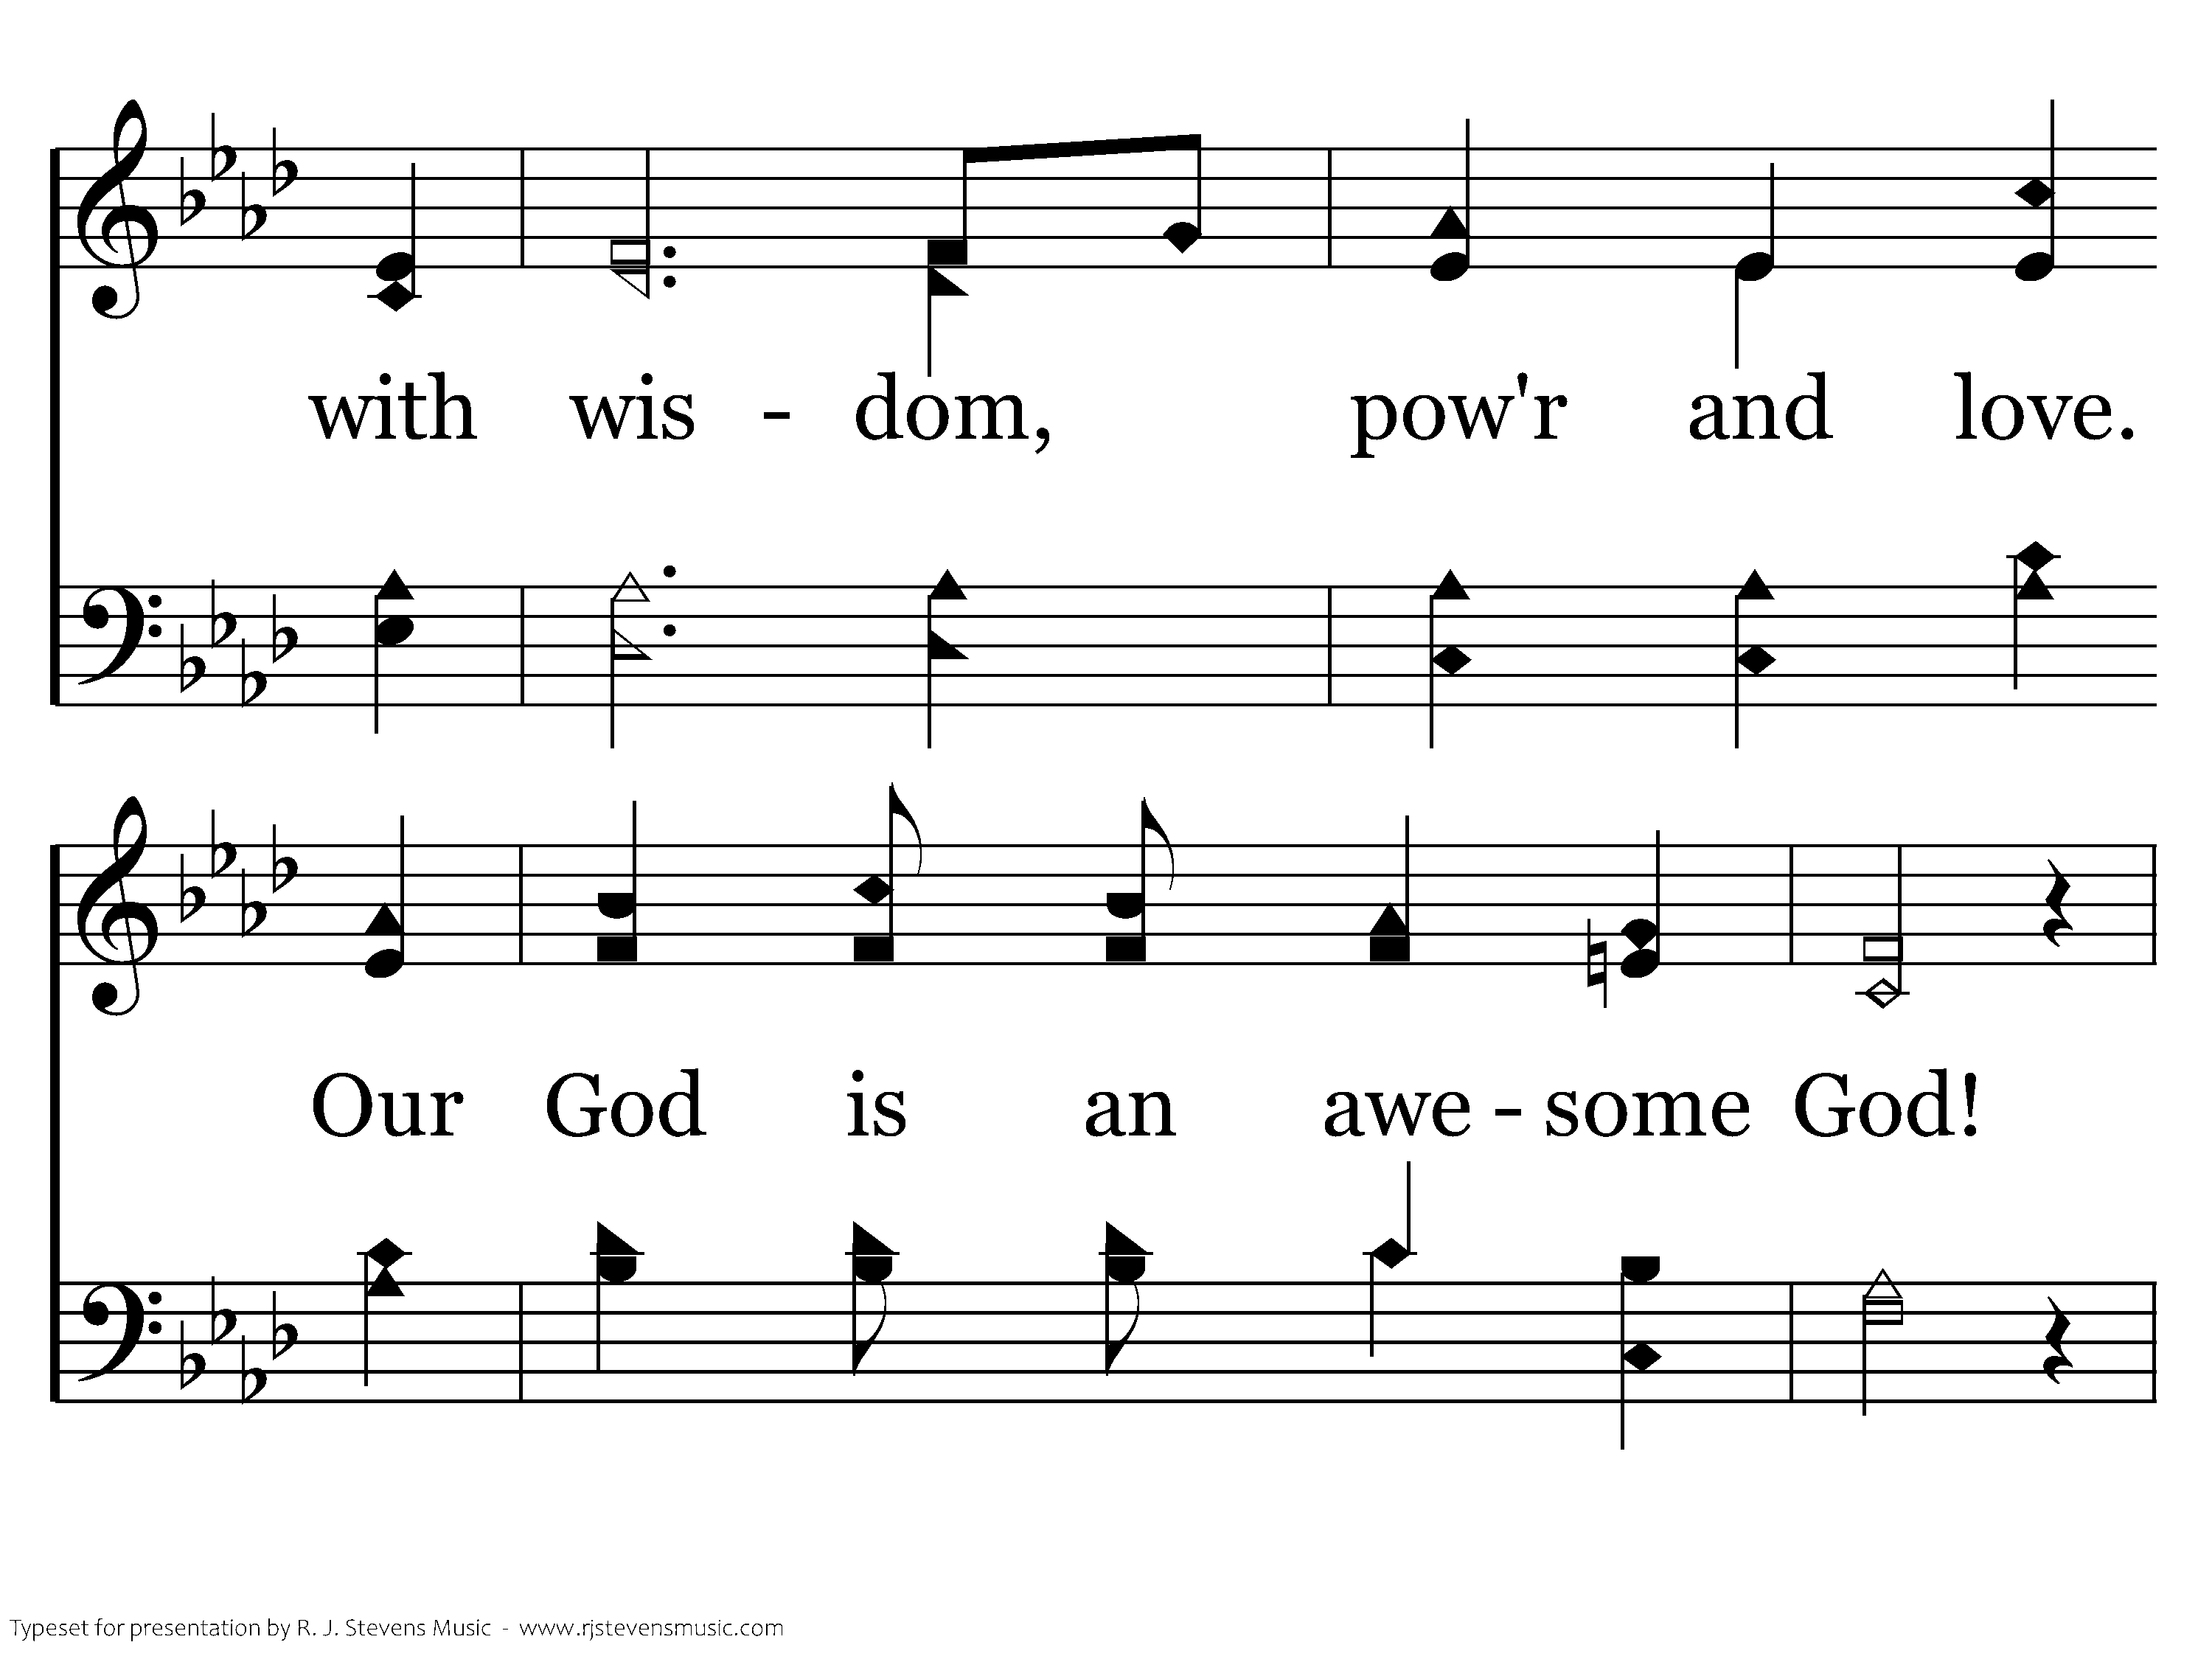 with wis - dom, pow'r and love.
Our God is an awe - some God!
Typeset for presentation by R. J. Stevens Music - www.rjstevensmusic.com